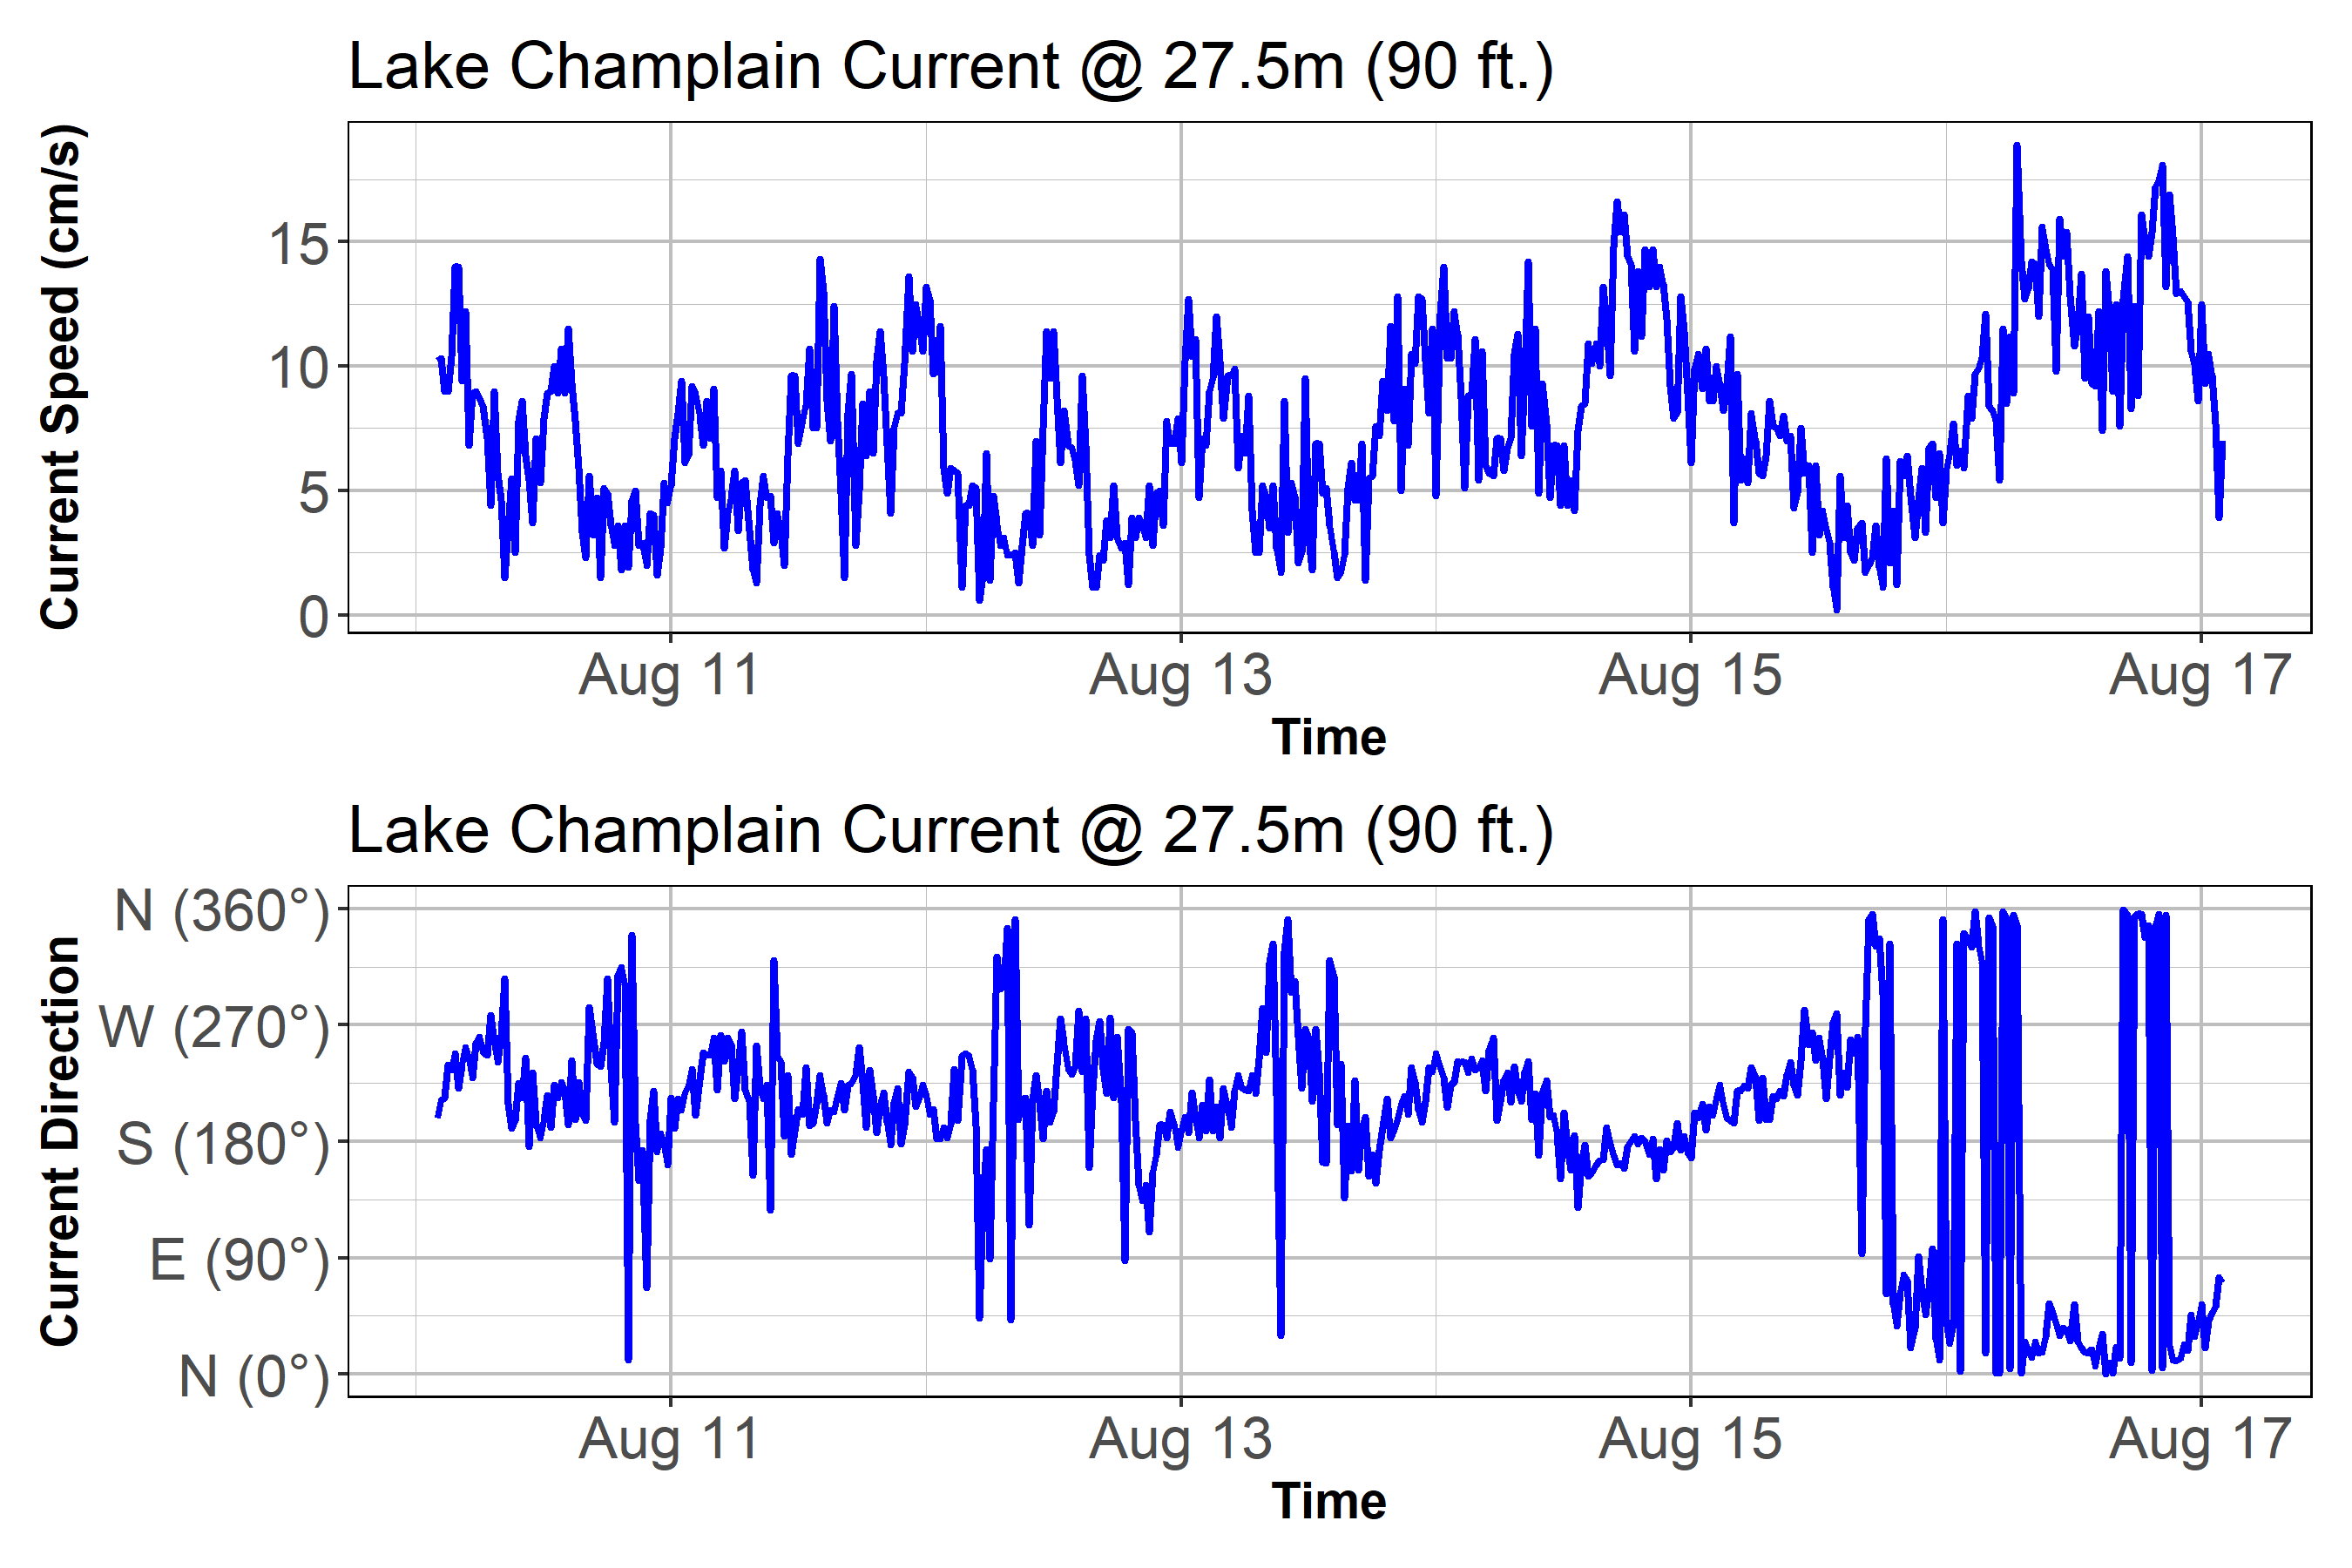 Lake Champlain Current @ 27.5m (90 ft.)
Current Speed (cm/s)
15
10
5
0
Aug 11 Aug 13 Aug 15 Aug 17
Time
Lake Champlain Current @ 27.5m (90 ft.)
Current Direction
N (360°)
W (270°)
S (180°)
E (90°)
N (0°)
Aug 11 Aug 13 Aug 15 Aug 17
Time